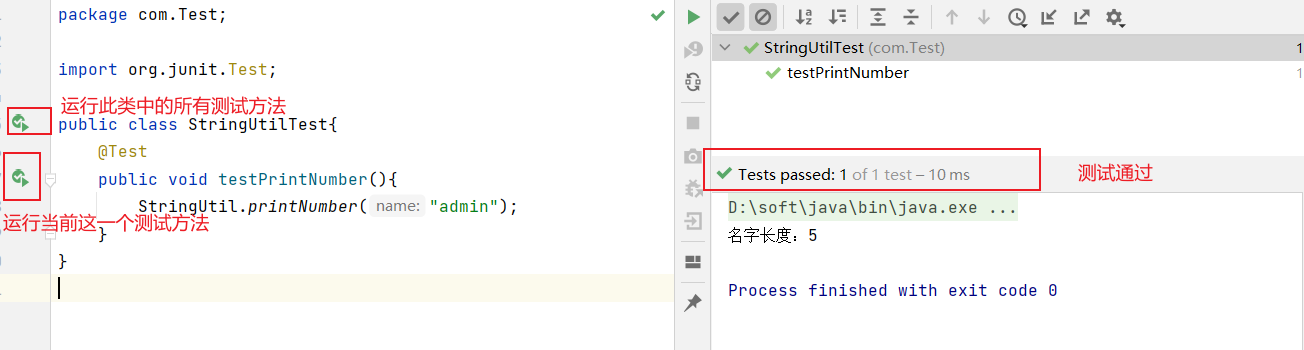 package com.Test;
import org.junit.Test;
运行此类中的所有测试方法
public class StringUtilTest{
@Test
public void testPrintNumber(){
StringUtil.printNumber( name: "admin");
运行当前这一个测试方法
}
}
StringUtilTest (com.Test) 1
testPrintNumber 1
Tests passed: 1 of 1 test – 10 ms
测试通过
D:\soft\java\bin\java.exe ...
名字长度：5
Process finished with exit code 0